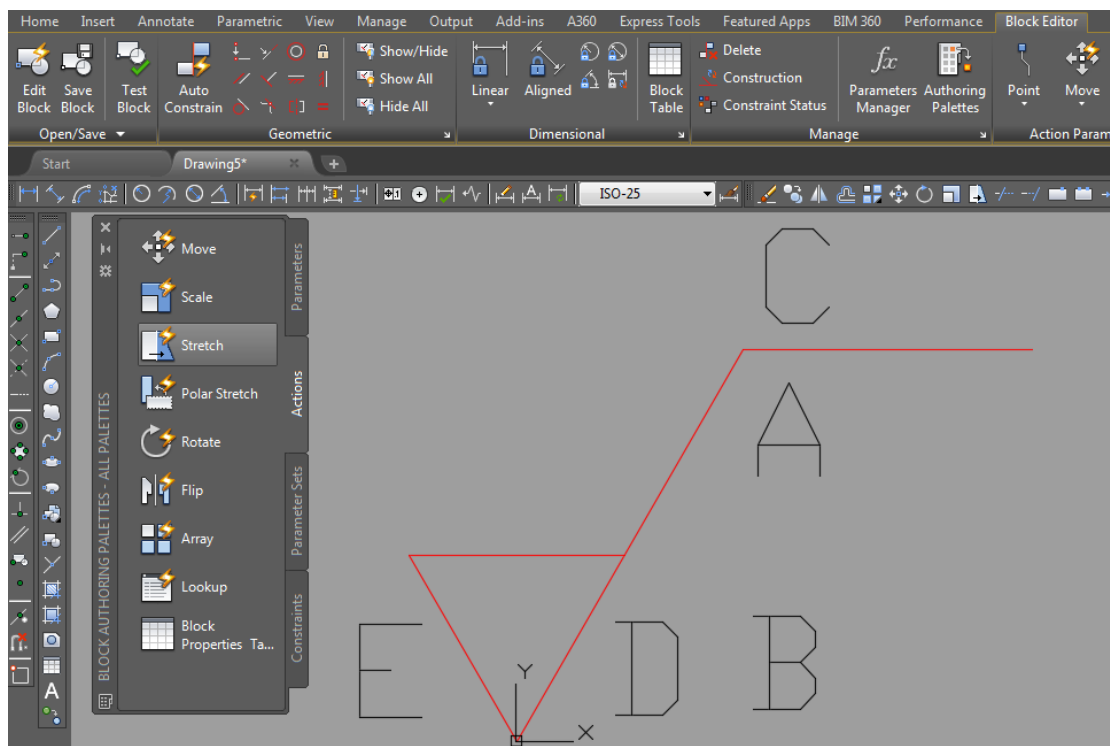 Home Insert Annotate Parametric View Manage Output Add-ins A360 Express Tools Featured Apps BIM 360 Performance Block Editor
Edit Block
Save Block
Test Block
Auto Constrain
Show/Hide
Show All
Hide All
Linear
Aligned
Block Table
Delete
Construction
Constraint Status
fx
Parameters Manager
Authoring Palettes
Point
Move
Open/Save Geometric Dimensional Manage Action Param
Start Drawing5*
ISO-25
Move
Scale
Stretch
Polar Stretch
Rotate
Flip
Array
Lookup
Block
Properties Ta...
Parameters
Actions
Parameter Sets
Constraints
BLOCK AUTHORING PALETTES - ALL PALETTES
A
C
A
E
D
B
Y
X